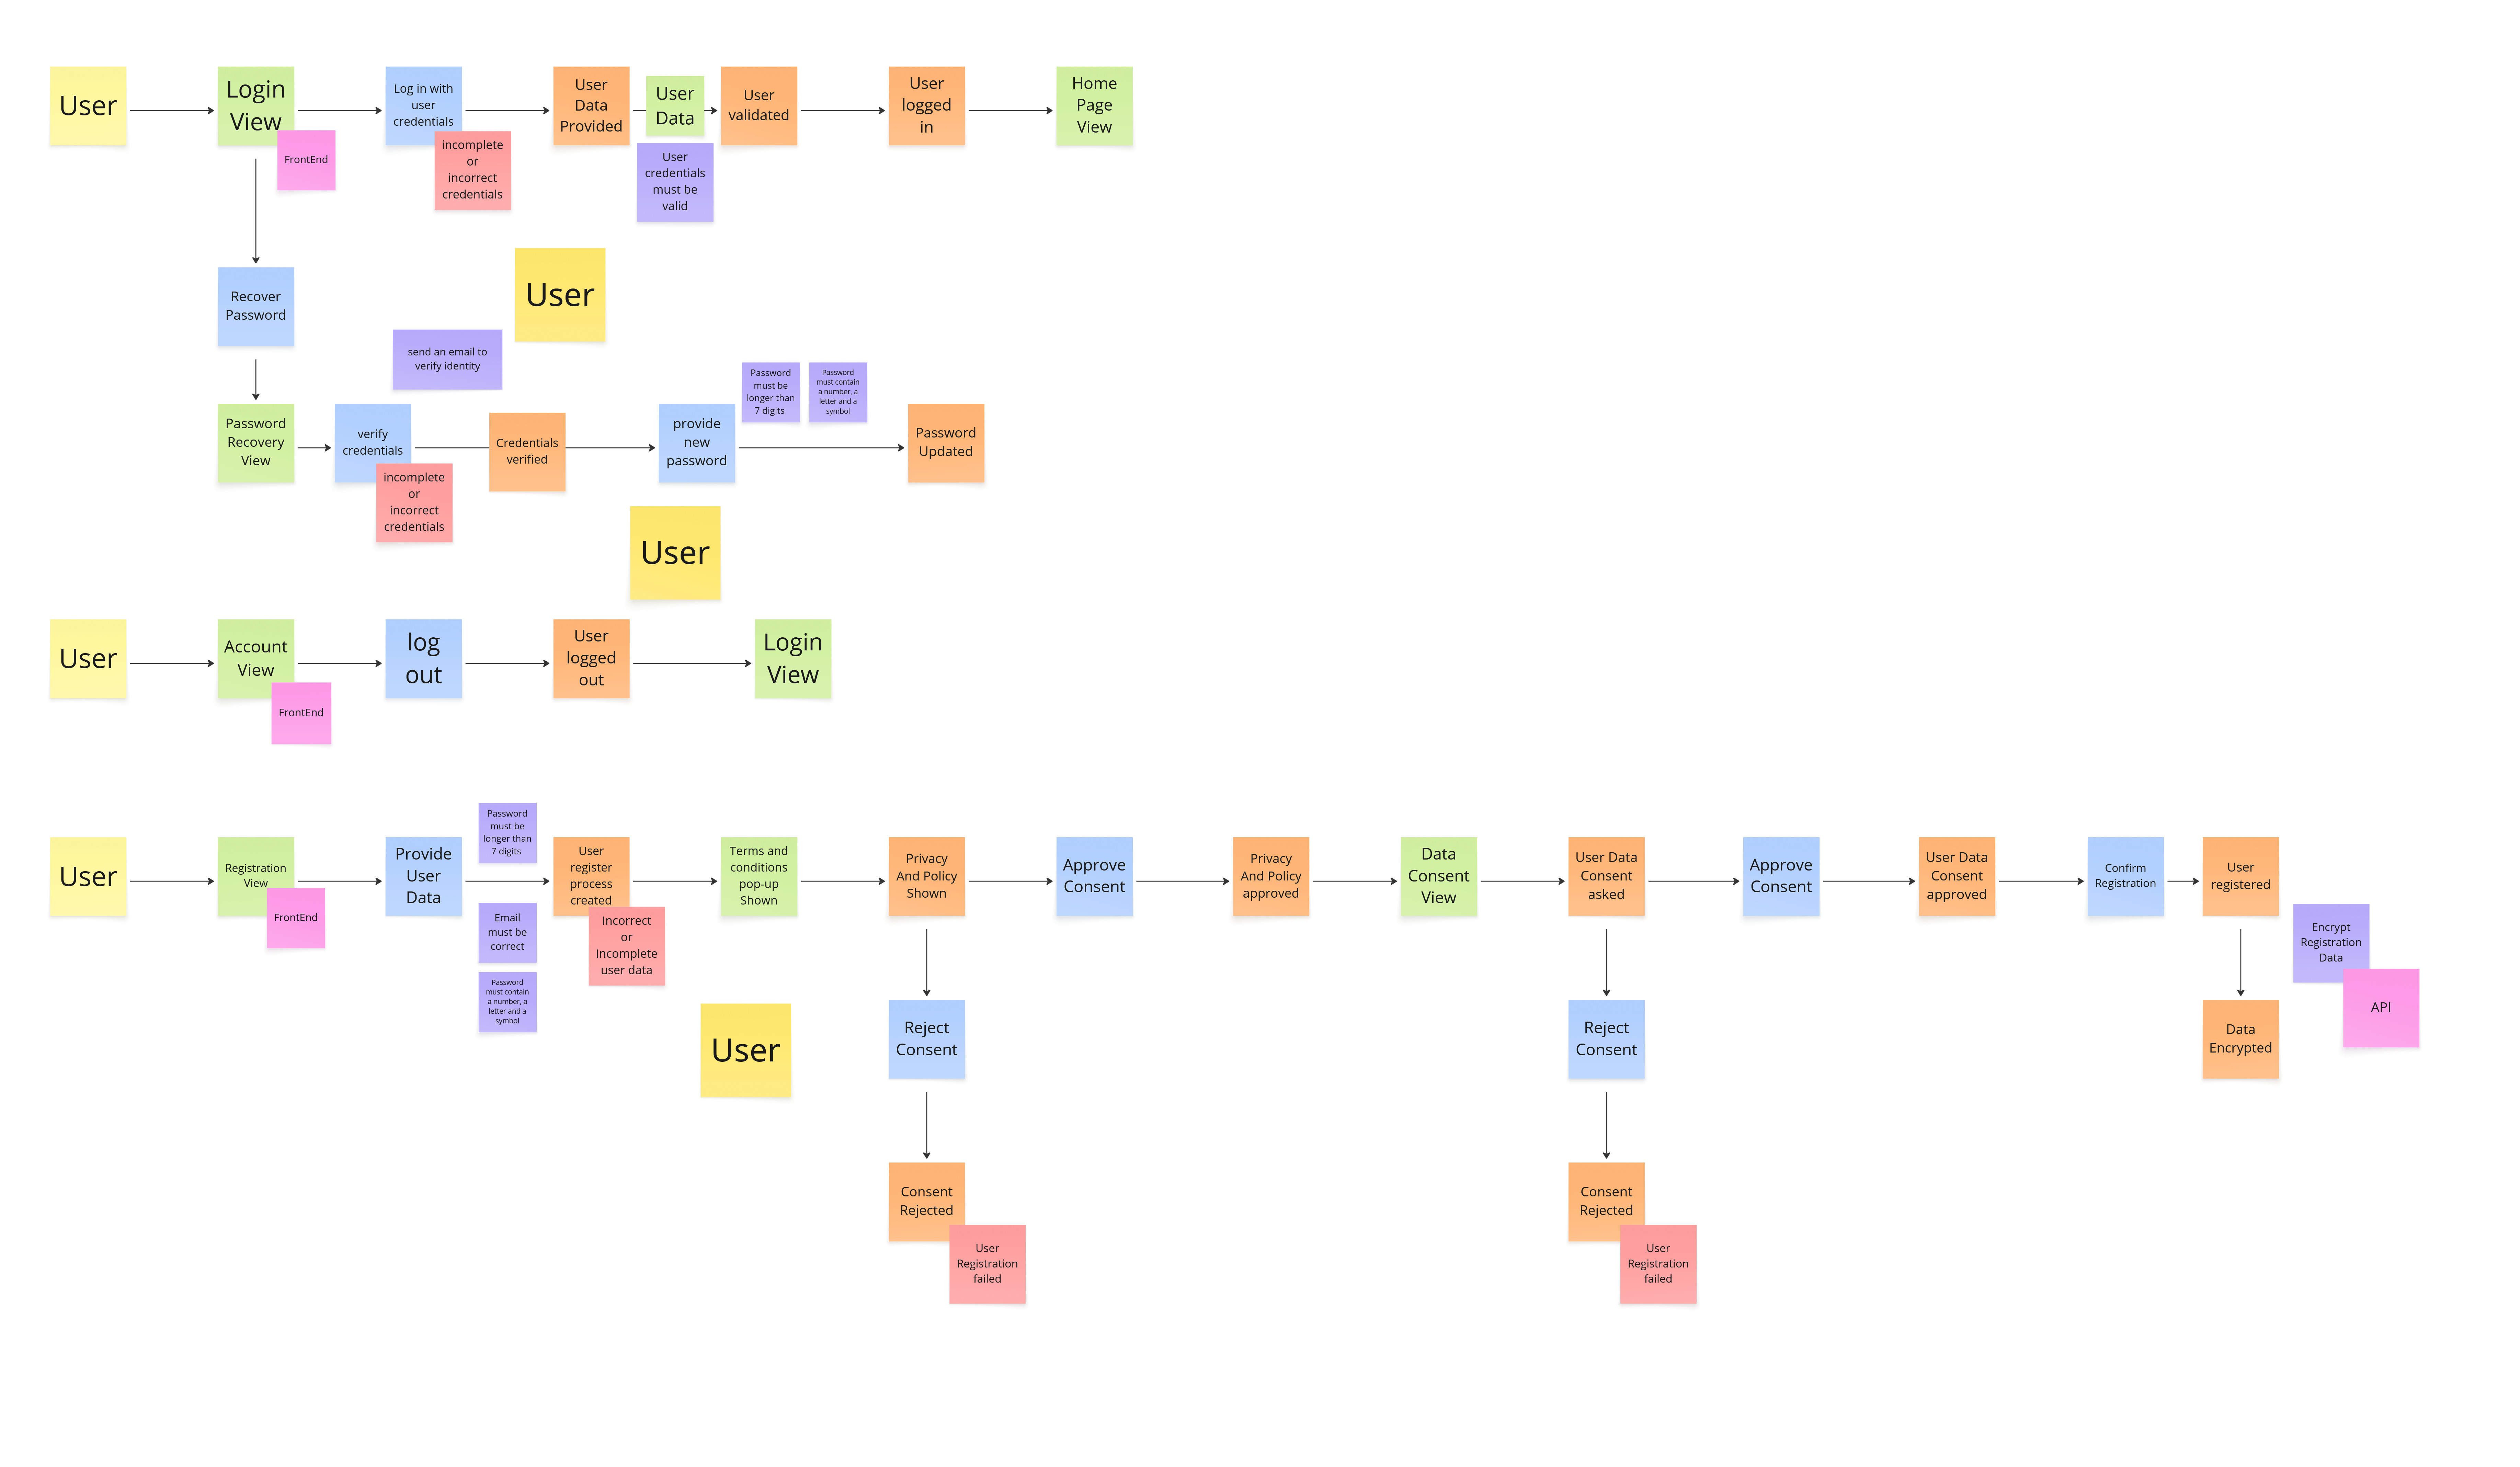 User
Login
View
FrontEnd
Log in with
user
credentials
incomplete
or
incorrect
credentials
User
Data
Provided
User
Data
User
credentials
must be
valid
User
validated
User
logged
in
Home
Page
View
Recover
Password
User
send an email to
verify identity
Password
Recovery
View
verify
credentials
incomplete
or
incorrect
credentials
Credentials
verified
provide
new
password
Password
must be
longer than
7 digits
Password
must contain
a number, a
letter and a
symbol
Password
Updated
User
User
Account
View
FrontEnd
log
out
User
logged
out
Login
View
User
Registration
View
FrontEnd
Provide
User
Data
Password
must be
longer than
7 digits
Email
must be
correct
Password
must contain
a number, a
letter and a
symbol
User
register
process
created
Incorrect
or
Incomplete
user data
User
Terms and
conditions
pop-up
Shown
Privacy
And Policy
Shown
Reject
Consent
Consent
Rejected
User
Registration
failed
Approve
Consent
Privacy
And Policy
approved
Data
Consent
View
User Data
Consent
asked
Reject
Consent
Consent
Rejected
User
Registration
failed
Approve
Consent
User Data
Consent
approved
Confirm
Registration
User
registered
Encrypt
Registration
Data
API
Data
Encrypted